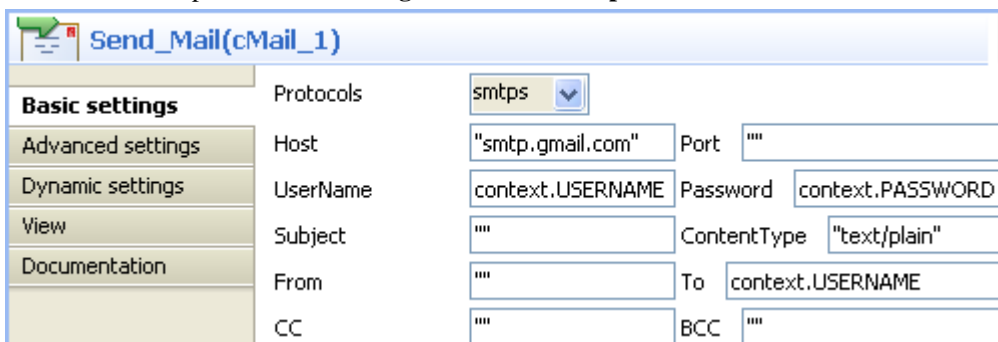 Send_Mail(cMail_1)
Basic settings
Advanced settings
Dynamic settings
View
Documentation
Protocols smtps
Host "smtp.gmail.com" Port ""
UserName context.USERNAME Password context.PASSWORD
Subject "" ContentType "text/plain"
From "" To context.USERNAME
CC "" BCC ""